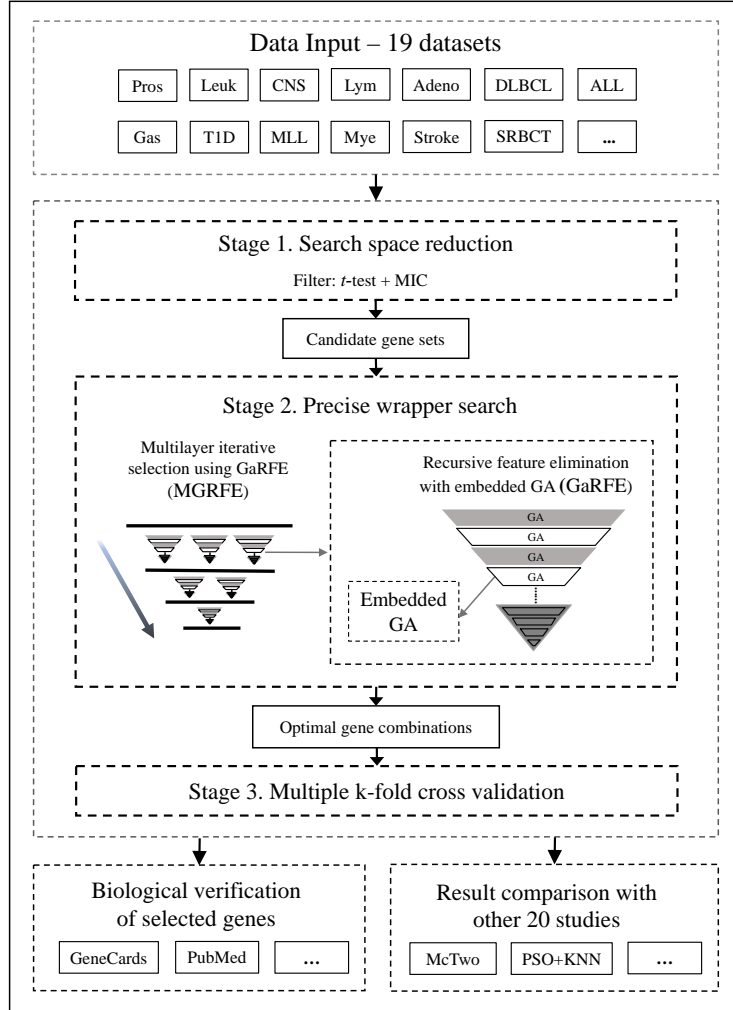 Data Input – 19 datasets
Pros Leuk CNS Lym Adeno DLBCL ALL
Gas T1D MLL Mye Stroke SRBCT ...
Stage 1. Search space reduction
Filter: t-test + MIC
Candidate gene sets
Stage 2. Precise wrapper search
Multilayer iterative
selection using GaRFE
(MGRFE)
Recursive feature elimination
with embedded GA (GaRFE)
GA
GA
GA
GA
Embedded
GA
Optimal gene combinations
Stage 3. Multiple k-fold cross validation
Biological verification
of selected genes
GeneCards PubMed ...
Result comparison with
other 20 studies
McTwo PSO+KNN ...